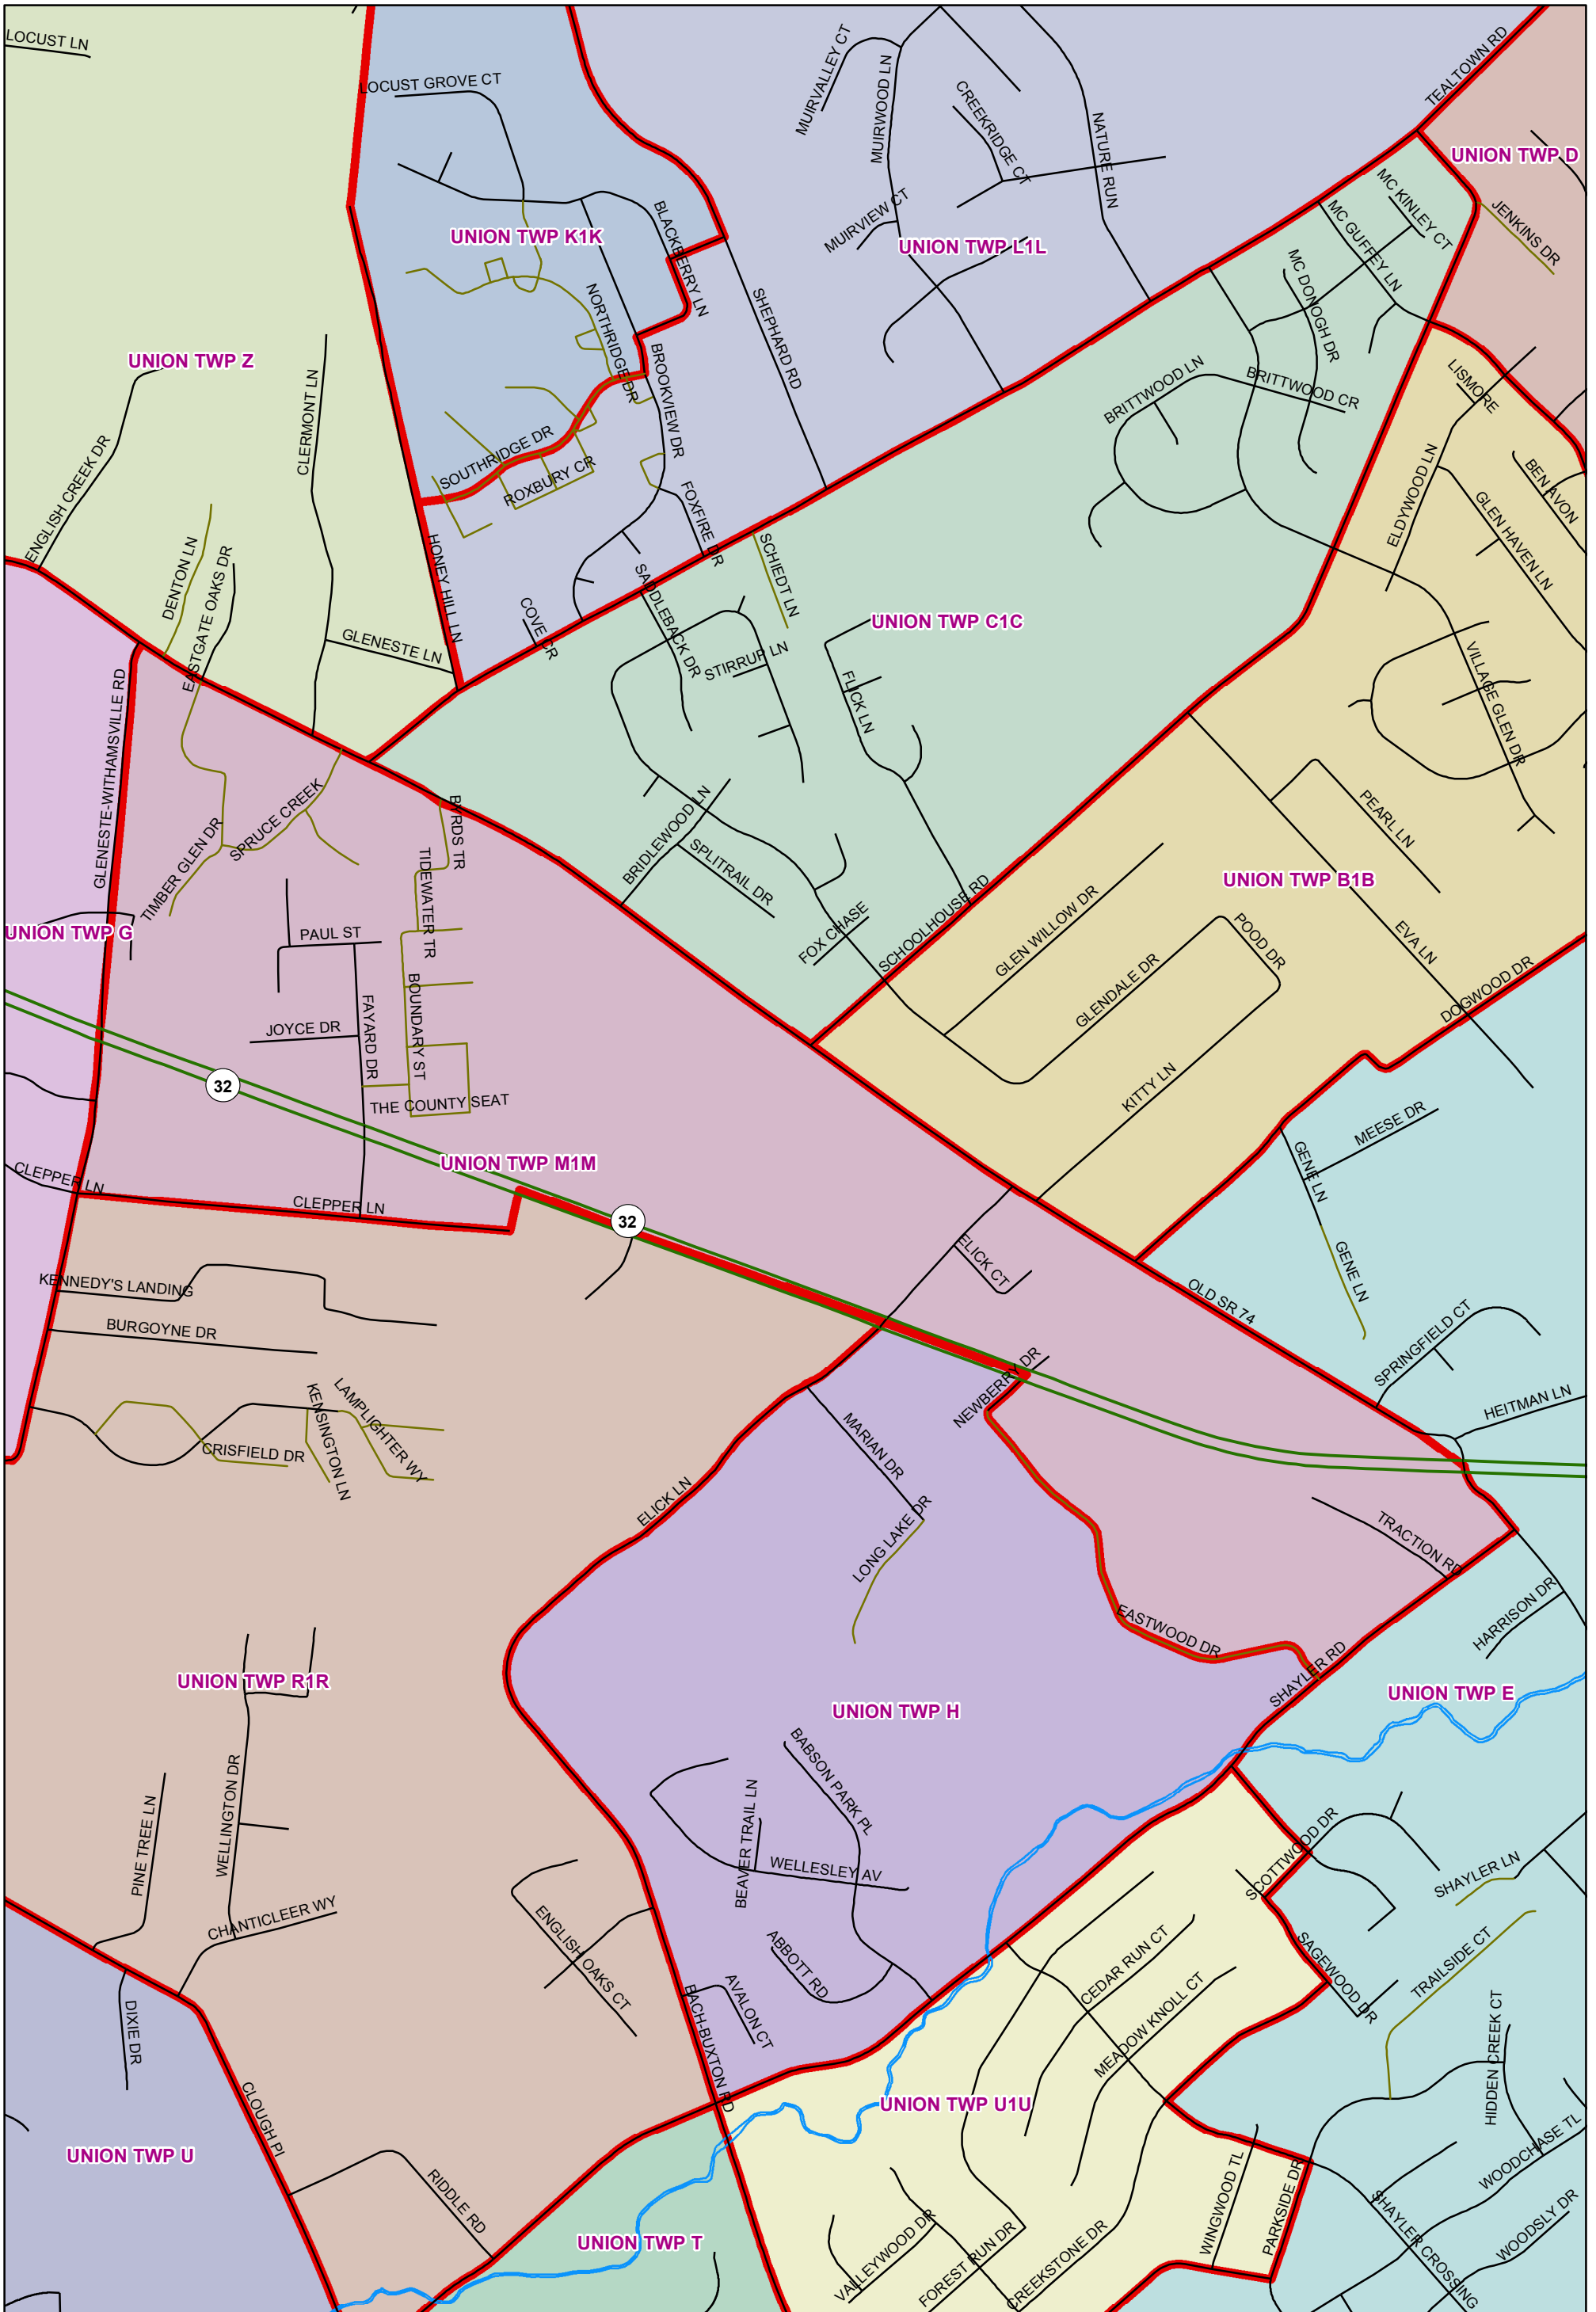 LOCUST LN
LOCUST GROVE CT
MUIRVALLEY CT
MUIRWOOD LN
CREEKRIDGE CT
NATURE RUN
TEALTOWN RD
UNION TWP D
JENKINS DR
MC KINLEY CT
MC GUFFEY LN
MC DONOGH DR
MUIRVIEW CT
UNION TWP L1L
UNION TWP K1K
BLACKBERRY LN
NORTHRIDGE DR
SHEPHARD RD
BROOKVIEW DR
UNION TWP Z
CLERMONT LN
ENGLISH CREEK DR
SOUTHRIDGE DR
ROXBURY CR
FOXFIRE DR
BRITTWOOD LN
BRITTWOOD CR
LISMORE
ELDYWOOD LN
BEN AVON
GLEN HAVEN LN
DENTON LN
EASTGATE OAKS DR
GLENESTE LN
HONEY HILL LN
COVE CR
SADDLEBACK DR
SCHIEDT LN
STIRRUP LN
UNION TWP C1C
FLICK LN
VILLAGE GLEN DR
GLENESTE-WITHAMSVILLE RD
TIMBER GLEN DR
SPRUCE CREEK
BYRDS TR
TIDEWATER TR
BRIDLEWOOD LN
SPLITRAIL DR
FOX CHASE
SCHOOLHOUSE RD
PEARL LN
UNION TWP B1B
EVA LN
GLEN WILLOW DR
GLENDALE DR
POOD DR
DOGWOOD DR
KITTY LN
UNION TWP G
PAUL ST
JOYCE DR
FAYARD DR
BOUNDARY ST
THE COUNTY SEAT
32
UNION TWP M1M
CLEPPER LN
CLEPPER LN
32
MEESE DR
GENE LN
GENE LN
ELICK CT
OLD SR 74
SPRINGFIELD CT
HEITMAN LN
KENNEDY'S LANDING
BURGOYNE DR
CRISFIELD DR
KENSINGTON LN
LAMPLIGHTER WY
NEWBERRY DR
MARIAN DR
ELICK LN
LONG LAKE DR
TRACTION RD
EASTWOOD DR
SHAYLER RD
HARRISON DR
UNION TWP R1R
UNION TWP H
UNION TWP E
BABSON PARK PL
BEAVER TRAIL LN
WELLESLEY AV
PINE TREE LN
WELLINGTON DR
CHANTICLEER WY
ENGLISH OAKS CT
ABBOTT RD
AVALON CT
BACH-BUXTON RD
CEDAR RUN CT
MEADOW KNOLL CT
SCOTTWOOD DR
SHAYLER LN
SAGEWOOD DR
TRAILSIDE CT
HIDDEN CREEK CT
DIXIE DR
CLOUGH PI
UNION TWP U
RIDDLE RD
UNION TWP T
UNION TWP U1U
VALLEYWOOD DR
FOREST RUN DR
CREEKSTONE DR
WINGWOOD TL
PARKSIDE DR
SHAYLER CROSSING
WOODCHASE TL
WOODSLY DR